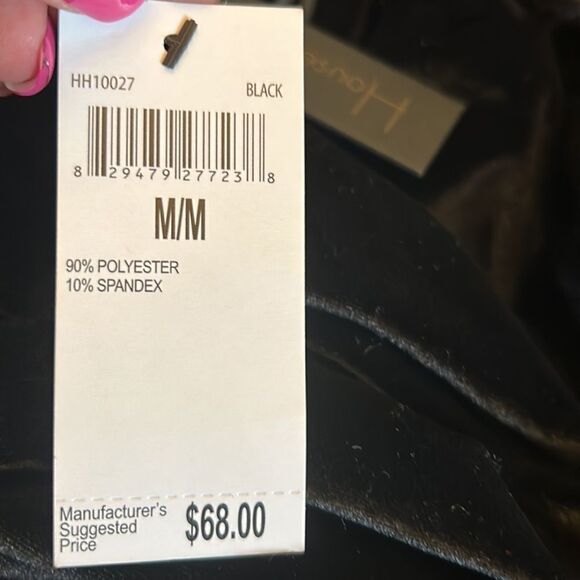 HH10027
BLACK
8 29479 27723 8
M/M
90% POLYESTER
10% SPANDEX
Manufacturer's
Suggested
Price
$68.00